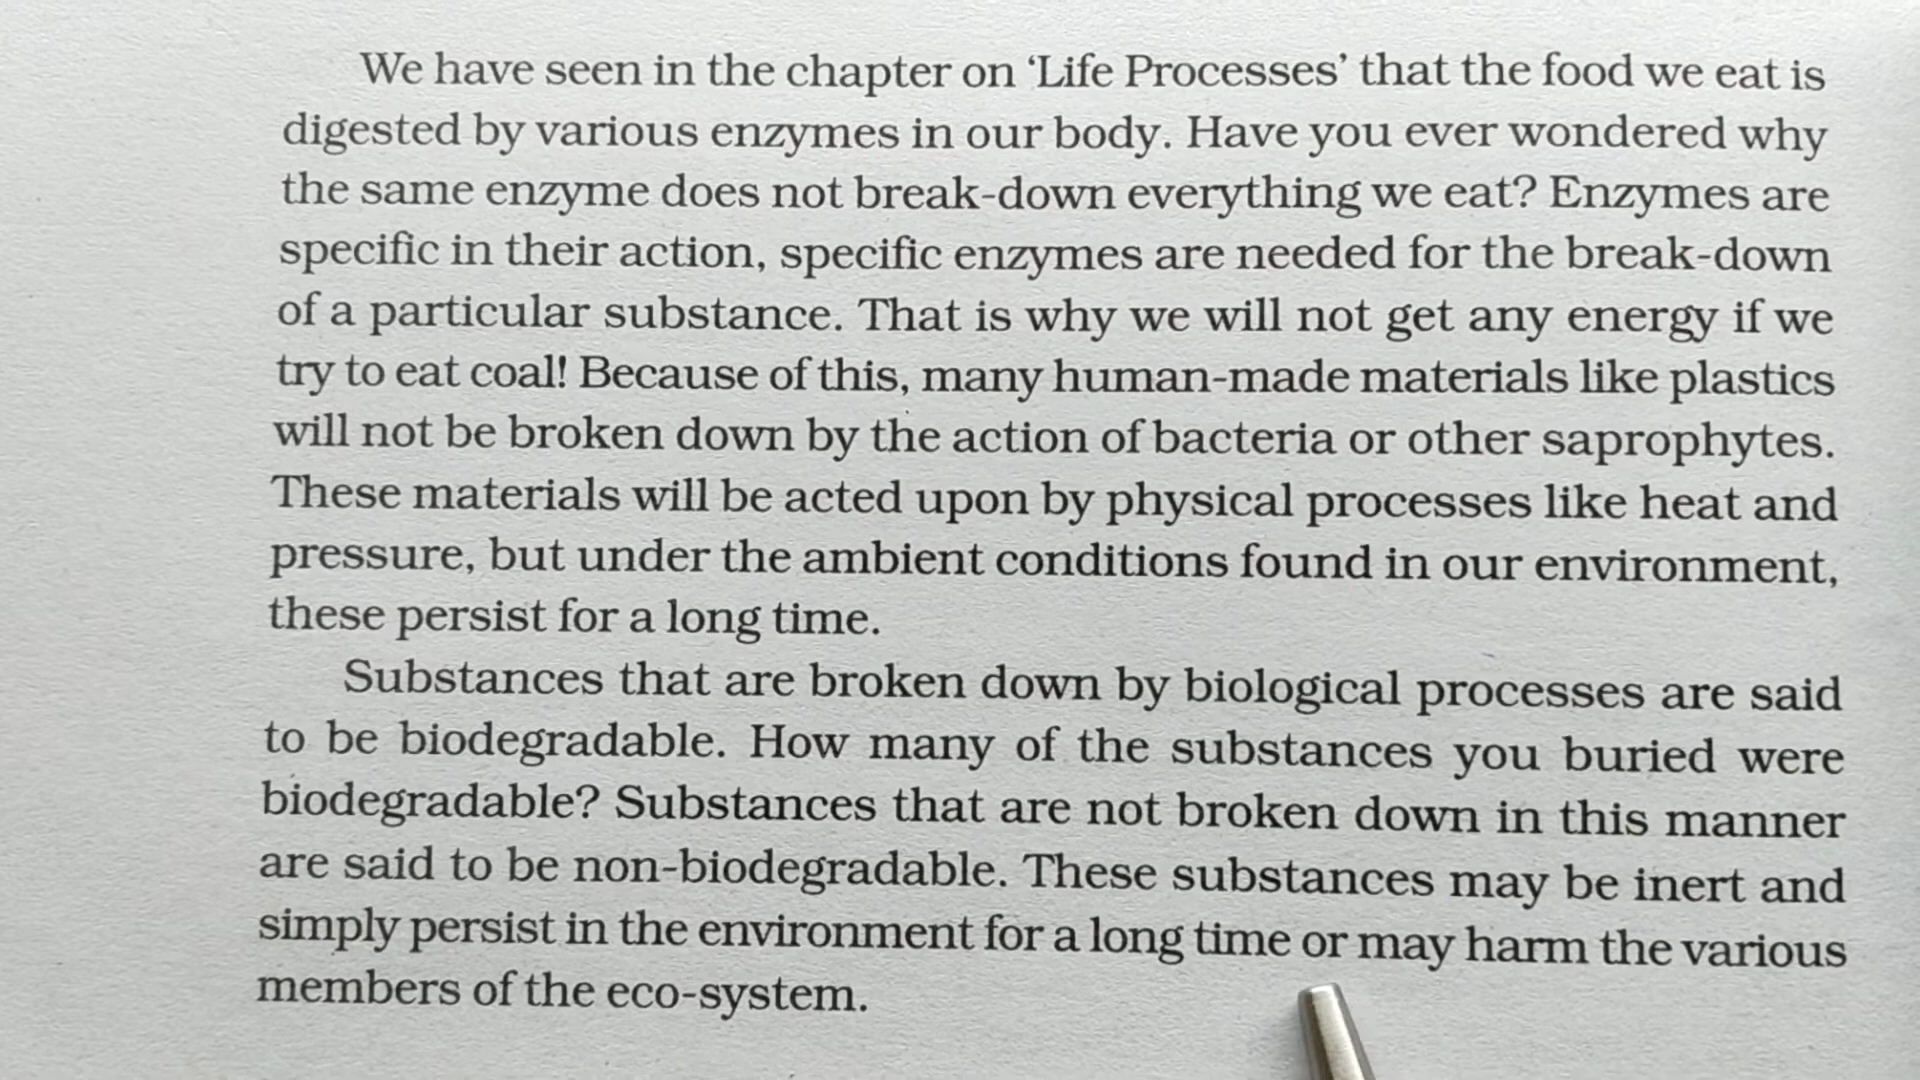 We have seen in the chapter on ‘Life Processes’ that the food we eat is
digested by various enzymes in our body. Have you ever wondered why
the same enzyme does not break-down everything we eat? Enzymes are
specific in their action, specific enzymes are needed for the break-down
of a particular substance. That is why we will not get any energy if we
try to eat coal! Because of this, many human-made materials like plastics
will not be broken down by the action of bacteria or other saprophytes.
These materials will be acted upon by physical processes like heat and
pressure, but under the ambient conditions found in our environment,
these persist for a long time.
Substances that are broken down by biological processes are said
to be biodegradable. How many of the substances you buried were
biodegradable? Substances that are not broken down in this manner
are said to be non-biodegradable. These substances may be inert and
simply persist in the environment for a long time or may harm the various
members of the eco-system.